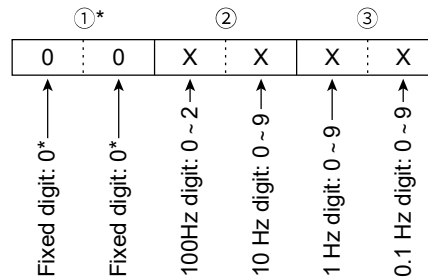 ①* ② ③
0 0 X X X X
Fixed digit: 0*
Fixed digit: 0*
100Hz digit: 0 ~ 2
10 Hz digit: 0 ~ 9
1 Hz digit: 0 ~ 9
0.1 Hz digit: 0 ~ 9